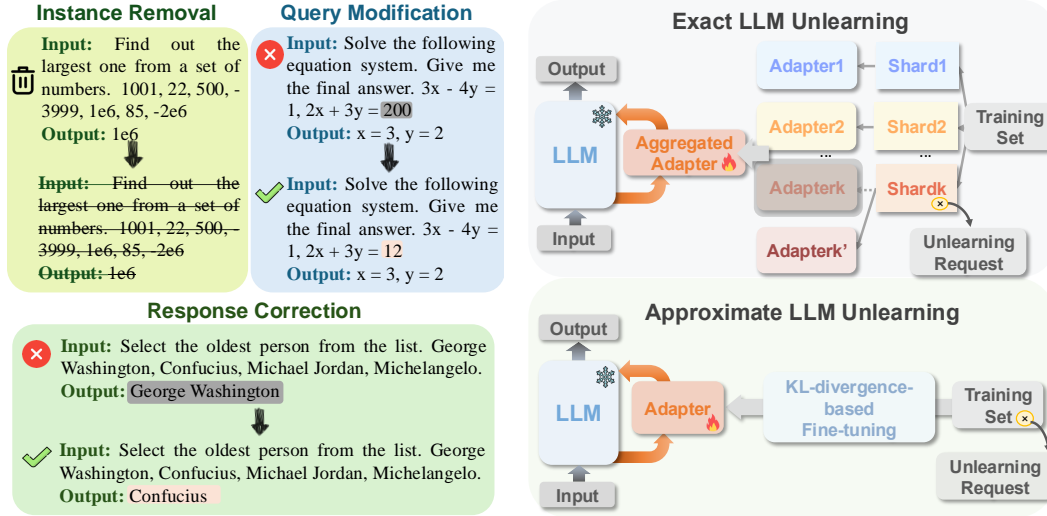 Instance Removal
Input: Find out the
largest one from a set of
numbers. 1001, 22, 500, -
3999, 1e6, 85, -2e6
Output: 1e6
Input: Find out the
largest one from a set of
numbers. 1001, 22, 500, -
3999, 1e6, 85, -2e6
Output: 1e6
Query Modification
Input: Solve the following
equation system. Give me
the final answer. 3x - 4y =
1, 2x + 3y = 200
Output: x = 3, y = 2
Input: Solve the following
equation system. Give me
the final answer. 3x - 4y =
1, 2x + 3y = 12
Output: x = 3, y = 2
Response Correction
Input: Select the oldest person from the list. George
Washington, Confucius, Michael Jordan, Michelangelo.
Output: George Washington
Input: Select the oldest person from the list. George
Washington, Confucius, Michael Jordan, Michelangelo.
Output: Confucius
Exact LLM Unlearning
Output
LLM
Input
Aggregated
Adapter
Adapter1
Shard1
Adapter2
Shard2
...
...
Adapterk
Shardk
Adapterk’
Training
Set
Unlearning
Request
Approximate LLM Unlearning
Output
LLM
Input
Adapter
KL-divergence-
based
Fine-tuning
Training
Set
Unlearning
Request